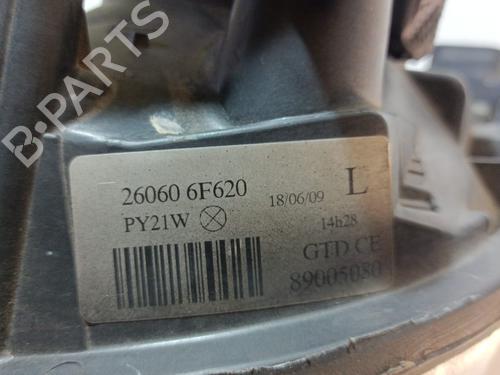 B-PARTS
26060 6F620
18/06/09
L
PY21W
14h28
GTD CE
89005080